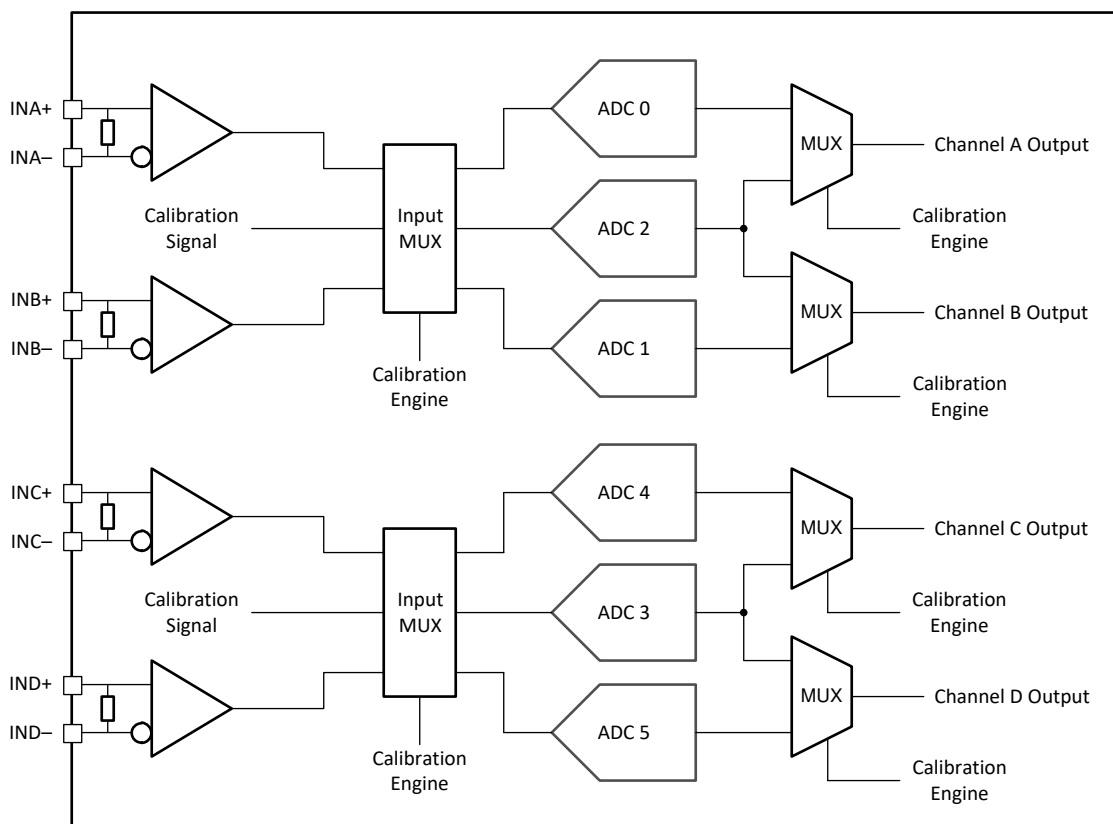 INA+
INA–
ADC 0
MUX
Channel A Output
Calibration
Signal
Input
MUX
ADC 2
Calibration
Engine
INB+
INB–
ADC 1
MUX
Channel B Output
Calibration
Engine
Calibration
Engine
INC+
INC–
ADC 4
MUX
Channel C Output
Calibration
Signal
Input
MUX
ADC 3
Calibration
Engine
IND+
IND–
ADC 5
MUX
Channel D Output
Calibration
Engine
Calibration
Engine